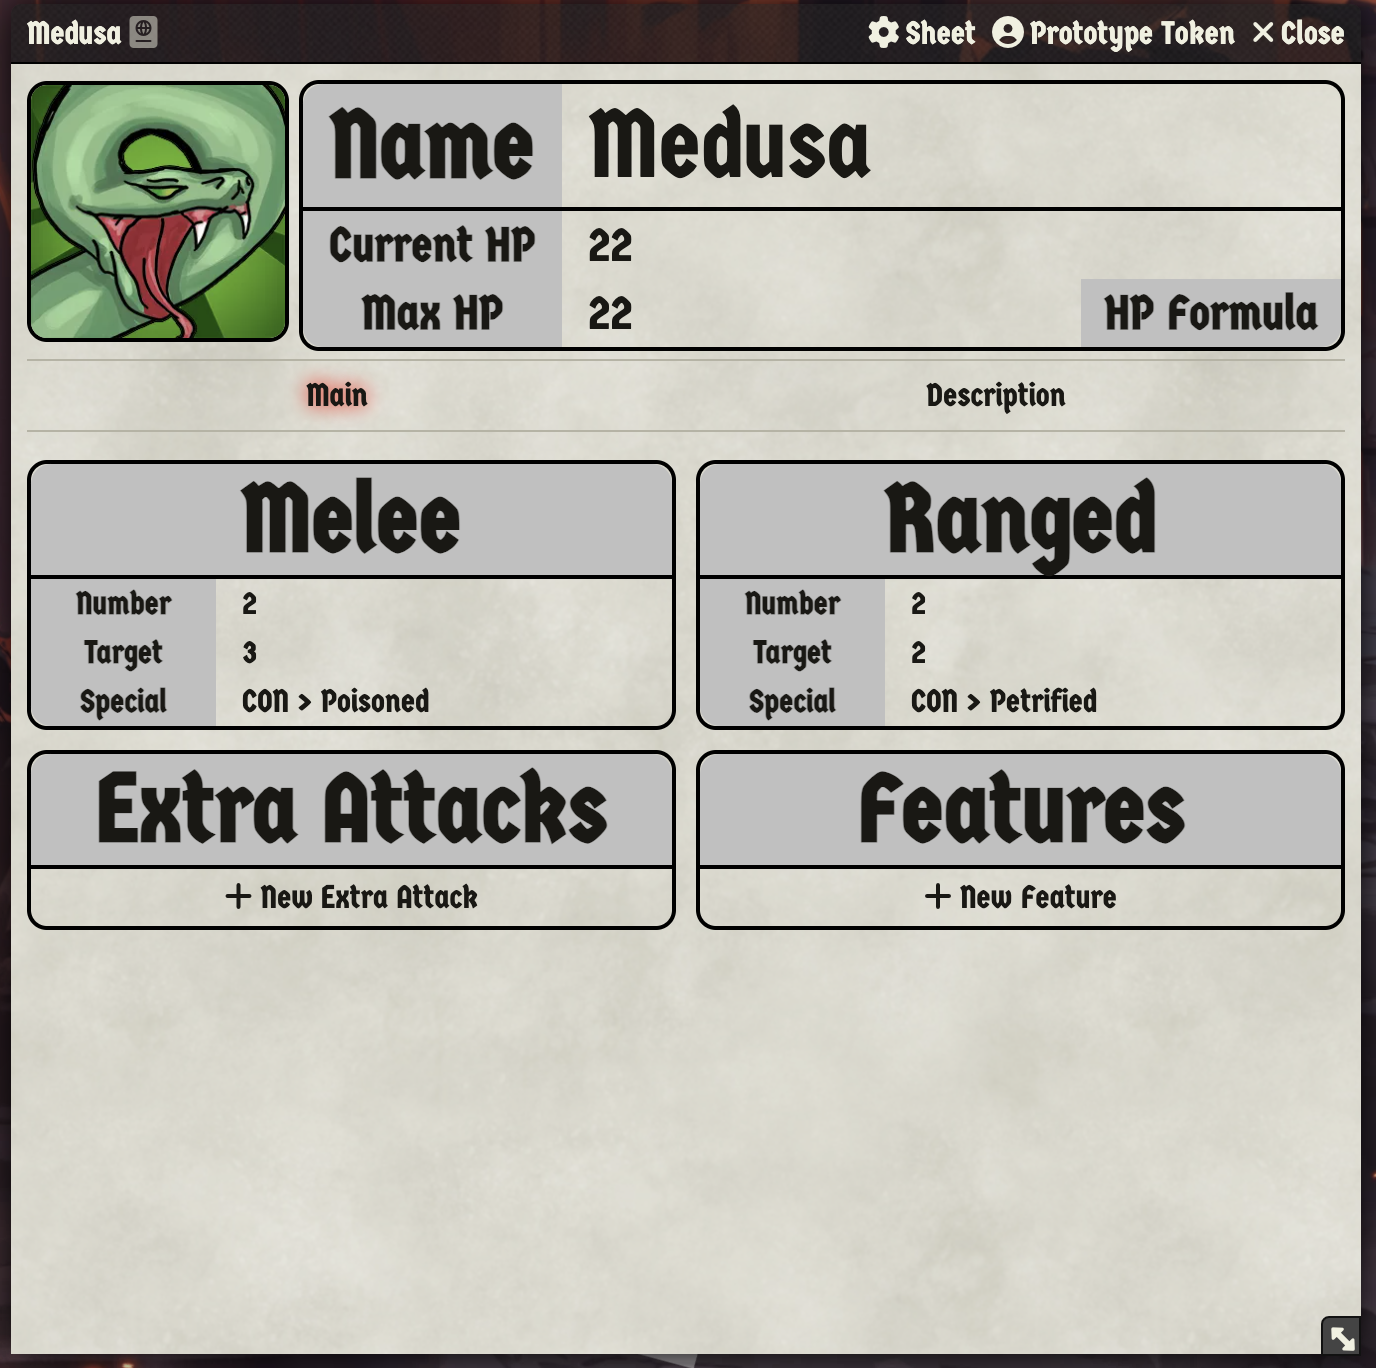 Medusa Sheet Prototype Token Close
Name Medusa
Current HP 22
Max HP 22 HP Formula
Main Description
Melee
Number 2
Target 3
Special CON > Poisoned
Ranged
Number 2
Target 2
Special CON > Petrified
Extra Attacks
+ New Extra Attack
Features
+ New Feature